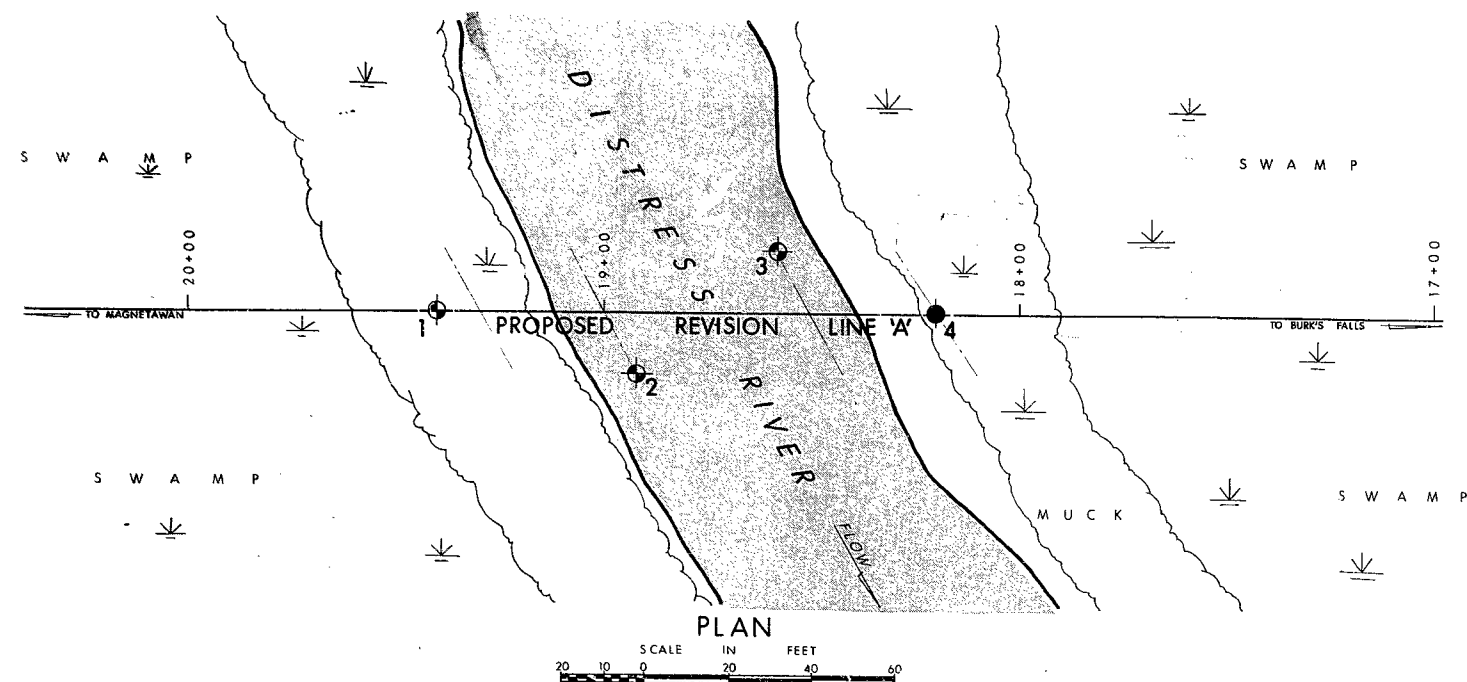 DISTRESS
SWAMP
SWAMP
20+00
19+00
3
18+00
17+00
TO MAGNETAWAN
1
PROPOSED REVISION LINE 'A'
4
TO BURK'S FALLS
2
RIVER
SWAMP
SWAMP
MUCK
FLOW
PLAN
SCALE IN FEET
20 10 0 20 40 60